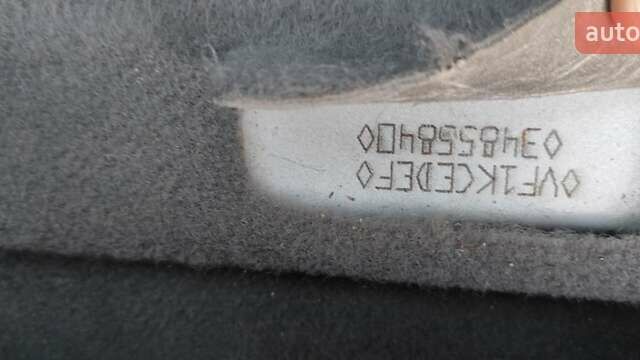 ◊VF1KCEDEF◊
◊34855840◊
auto